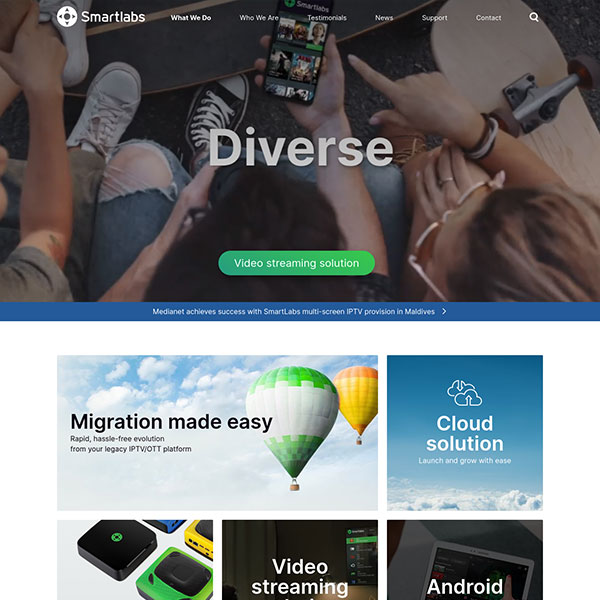 Smartlabs
What We Do
Who We Are
Testimonials
News
Support
Contact
Diverse
Video streaming solution
Medianet achieves success with SmartLabs multi-screen IPTV provision in Maldives
Migration made easy
Rapid, hassle-free evolution
from your legacy IPTV/OTT platform
Cloud
solution
Launch and grow with ease
Video
streaming
Android